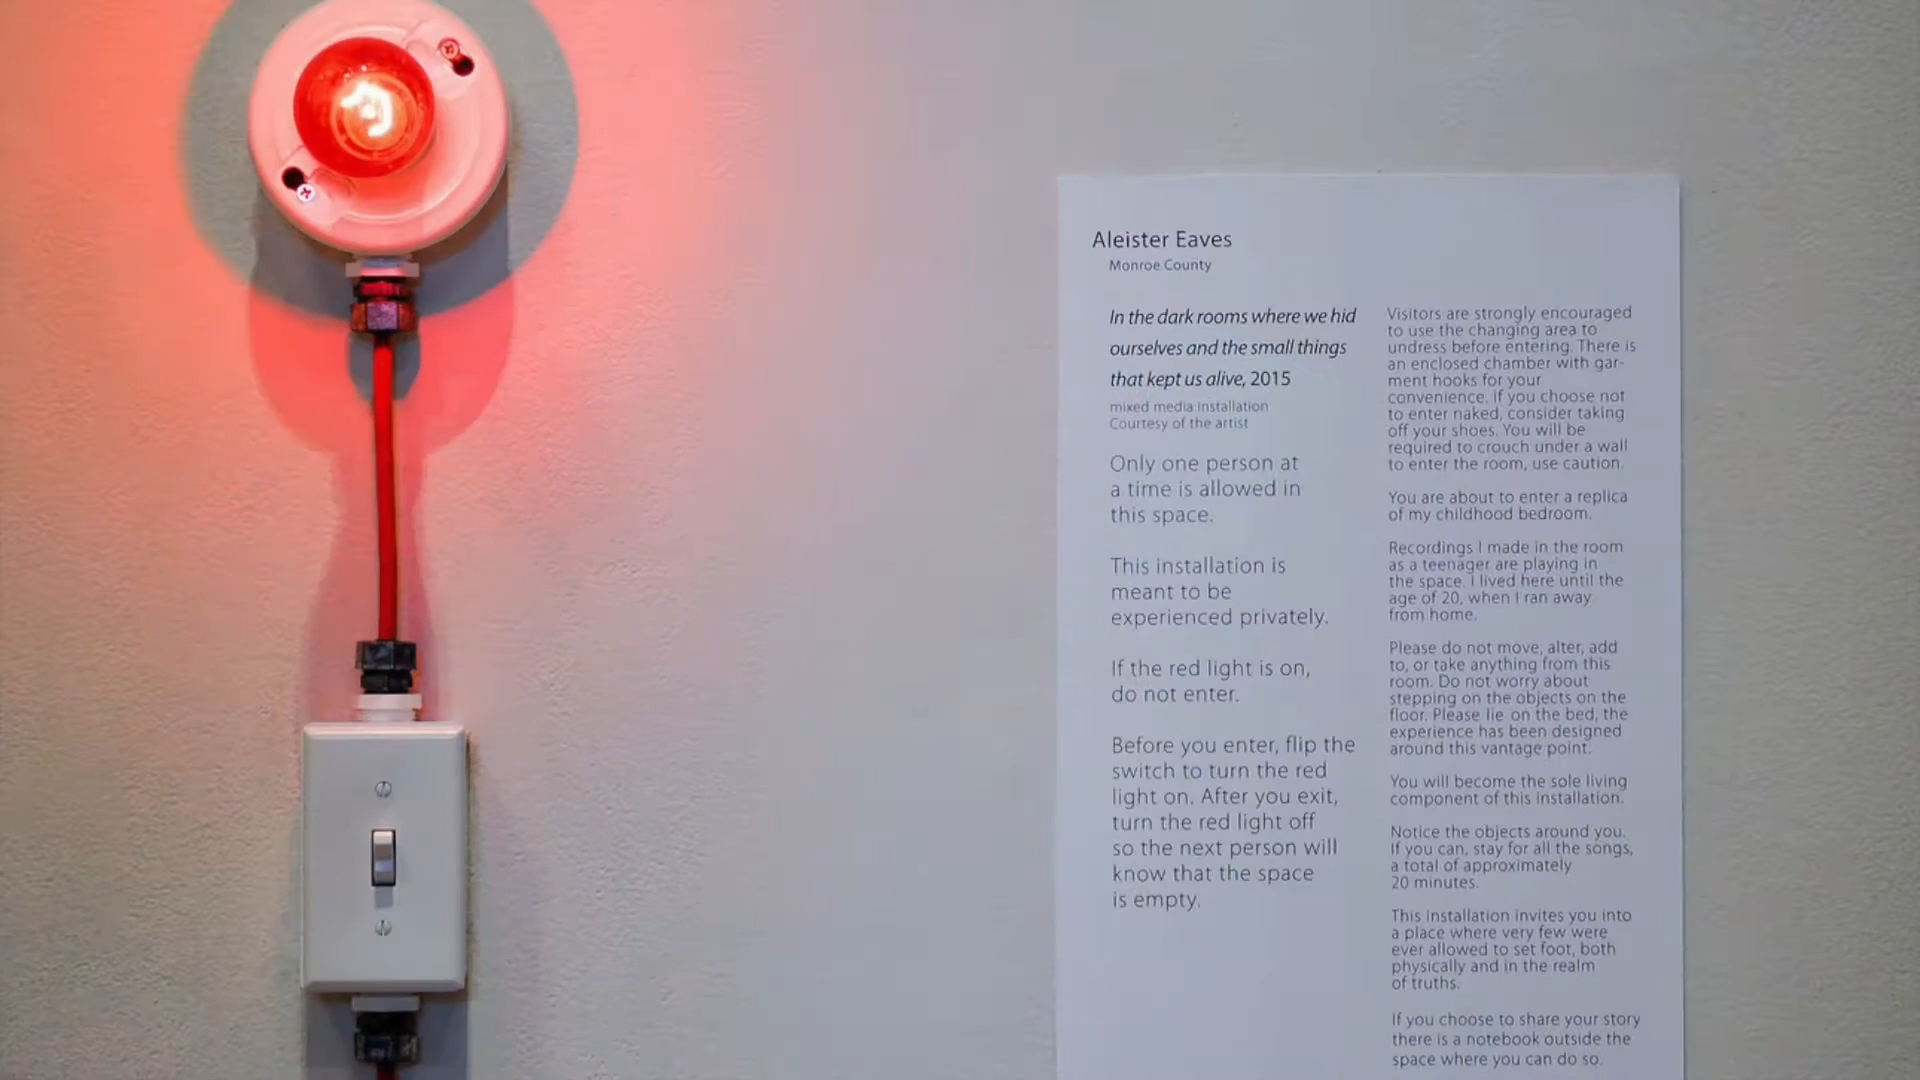 Aleister Eaves
Monroe County
In the dark rooms where we hid
ourselves and the small things
that kept us alive, 2015
mixed media installation
Courtesy of the artist
Only one person at
a time is allowed in
this space.
This installation is
meant to be
experienced privately.
If the red light is on,
do not enter.
Before you enter, flip the
switch to turn the red
light on. After you exit,
turn the red light off
so the next person will
know that the space
is empty.
Visitors are strongly encouraged
to use the changing area to
undress before entering. There is
an enclosed chamber with gar-
ment hooks for your
convenience. If you choose not
to enter naked, consider taking
off your shoes. You will be
required to crouch under a wall
to enter the room, use caution.
You are about to enter a replica
of my childhood bedroom.
Recordings I made in the room
as a teenager are playing in
the space. I lived here until the
age of 20, when I ran away
from home.
Please do not move, alter, add
to, or take anything from this
room. Do not worry about
stepping on the objects on the
floor. Please lie on the bed, the
experience has been designed
around this vantage point.
You will become the sole living
component of this installation.
Notice the objects around you.
If you can, stay for all the songs,
a total of approximately
20 minutes.
This installation invites you into
a place where very few were
ever allowed to set foot, both
physically and in the realm
of truths.
If you choose to share your story
there is a notebook outside the
space where you can do so.